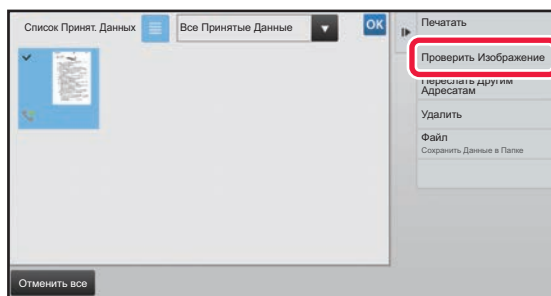 Список Принят. Данных
Все Принятые Данные
OK
Печатать
Проверить Изображение
Переслать Другим
Адресатам
Удалить
Файл
Сохранить Данные в Папке
Отменить все